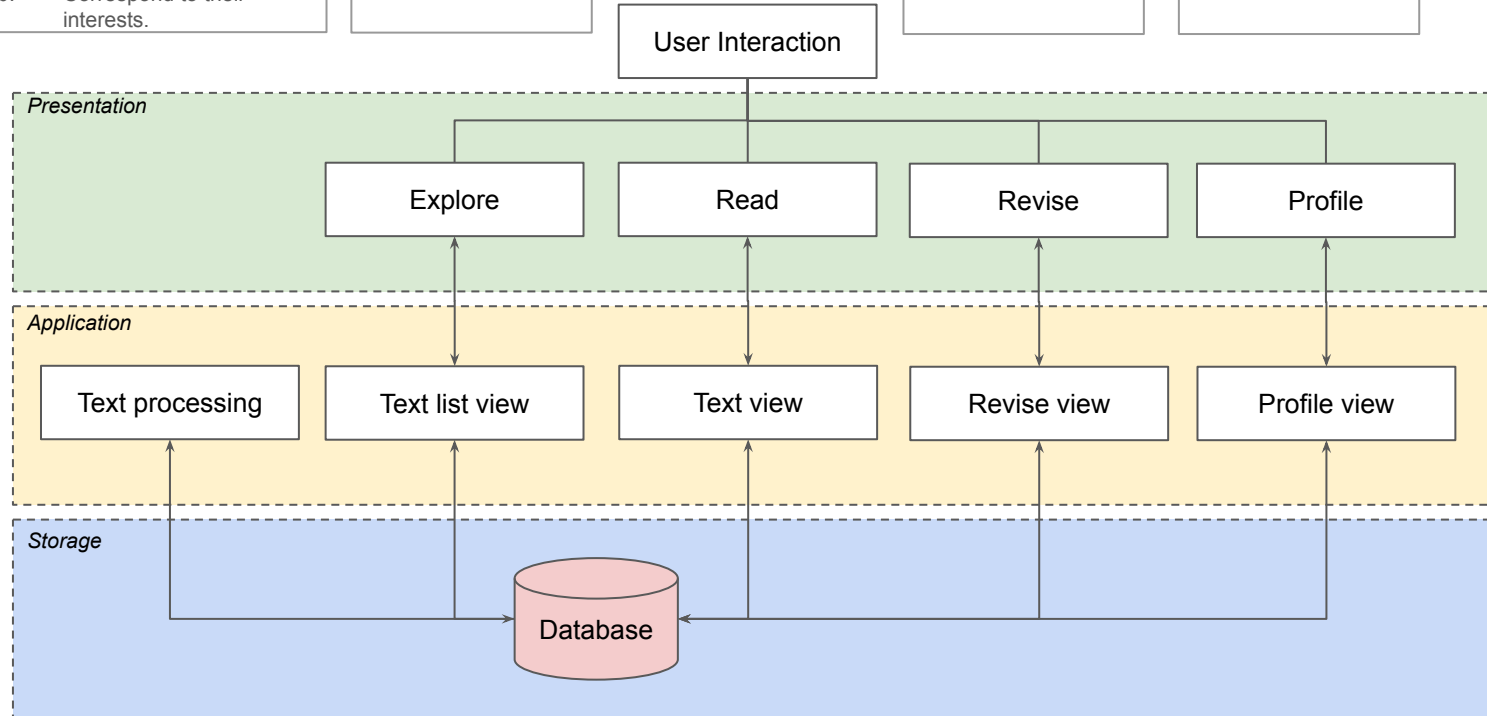 interests.
User Interaction
Presentation
Explore
Read
Revise
Profile
Application
Text processing
Text list view
Text view
Revise view
Profile view
Storage
Database